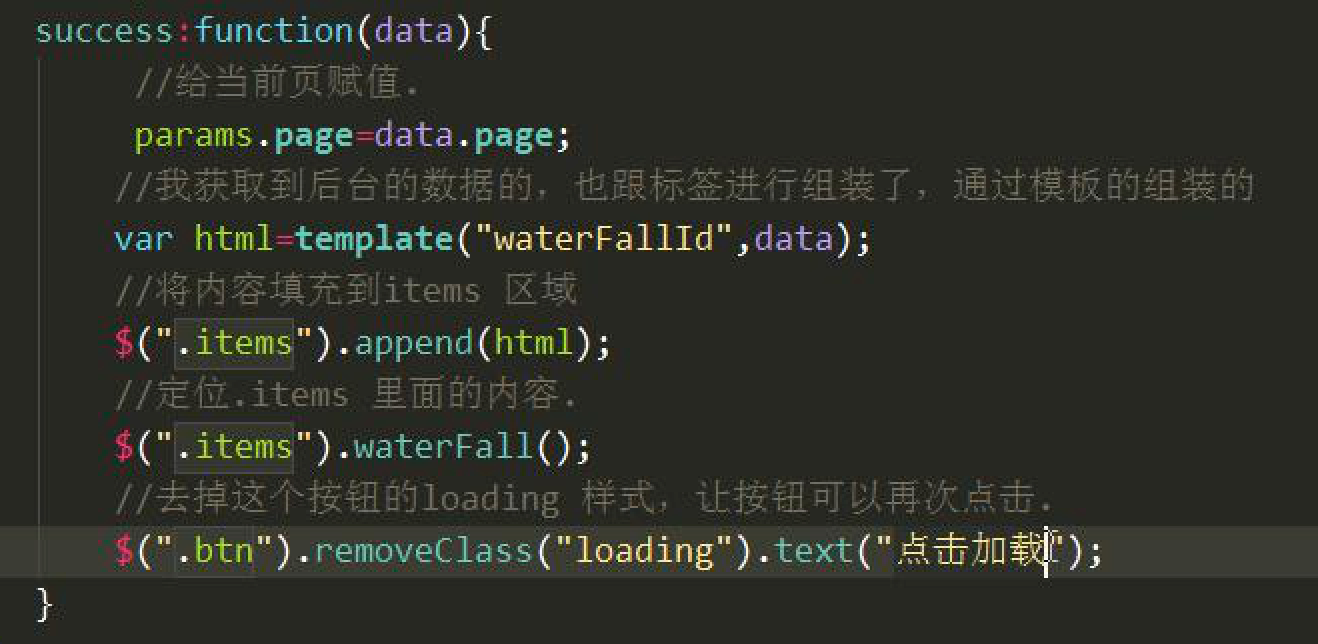 success:function(data){
//给当前页赋值.
params.page=data.page;
//我获取到后台的数据的，也跟标签进行组装了，通过模板的组装的
var html=template("waterFallId",data);
//将内容填充到items 区域
$(".items").append(html);
//定位.items 里面的内容.
$(".items").waterFall();
//去掉这个按钮的loading 样式，让按钮可以再次点击.
$(".btn").removeClass("loading").text("点击加载");
}